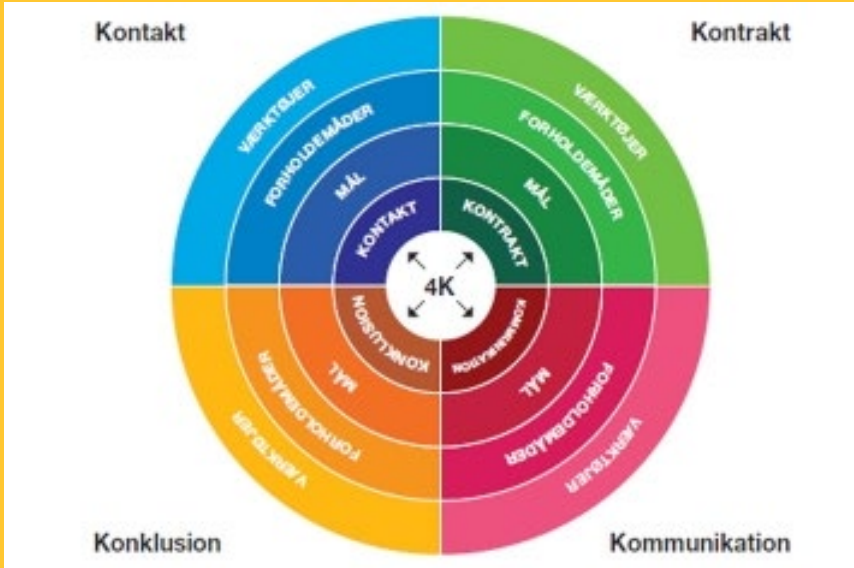 Kontakt
Kontrakt
VÆRKTØJER
FORHOLDEMÅDER
MÅL
KONTAKT
VÆRKTØJER
FORHOLDEMÅDER
MÅL
KONTRAKT
4K
KONKLUSION
MÅL
FORHOLDEMÅDER
VÆRKTØJER
KOMMUNIKATION
MÅL
FORHOLDEMÅDER
VÆRKTØJER
Konklusion
Kommunikation